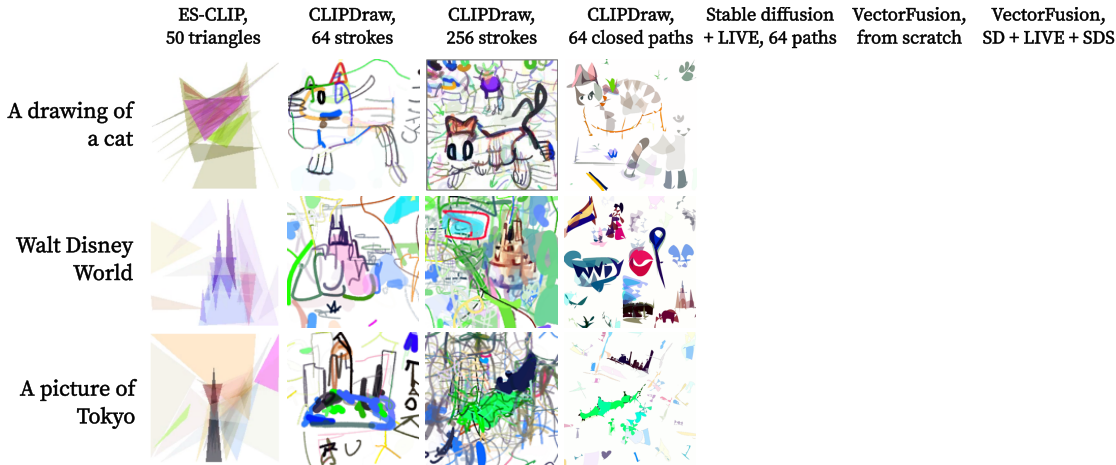 ES-CLIP,
50 triangles
CLIPDraw,
64 strokes
CLIPDraw,
256 strokes
CLIPDraw,
64 closed paths
Stable diffusion
+ LIVE, 64 paths
VectorFusion,
from scratch
VectorFusion,
SD + LIVE + SDS
A drawing of
a cat
Walt Disney
World
A picture of
Tokyo